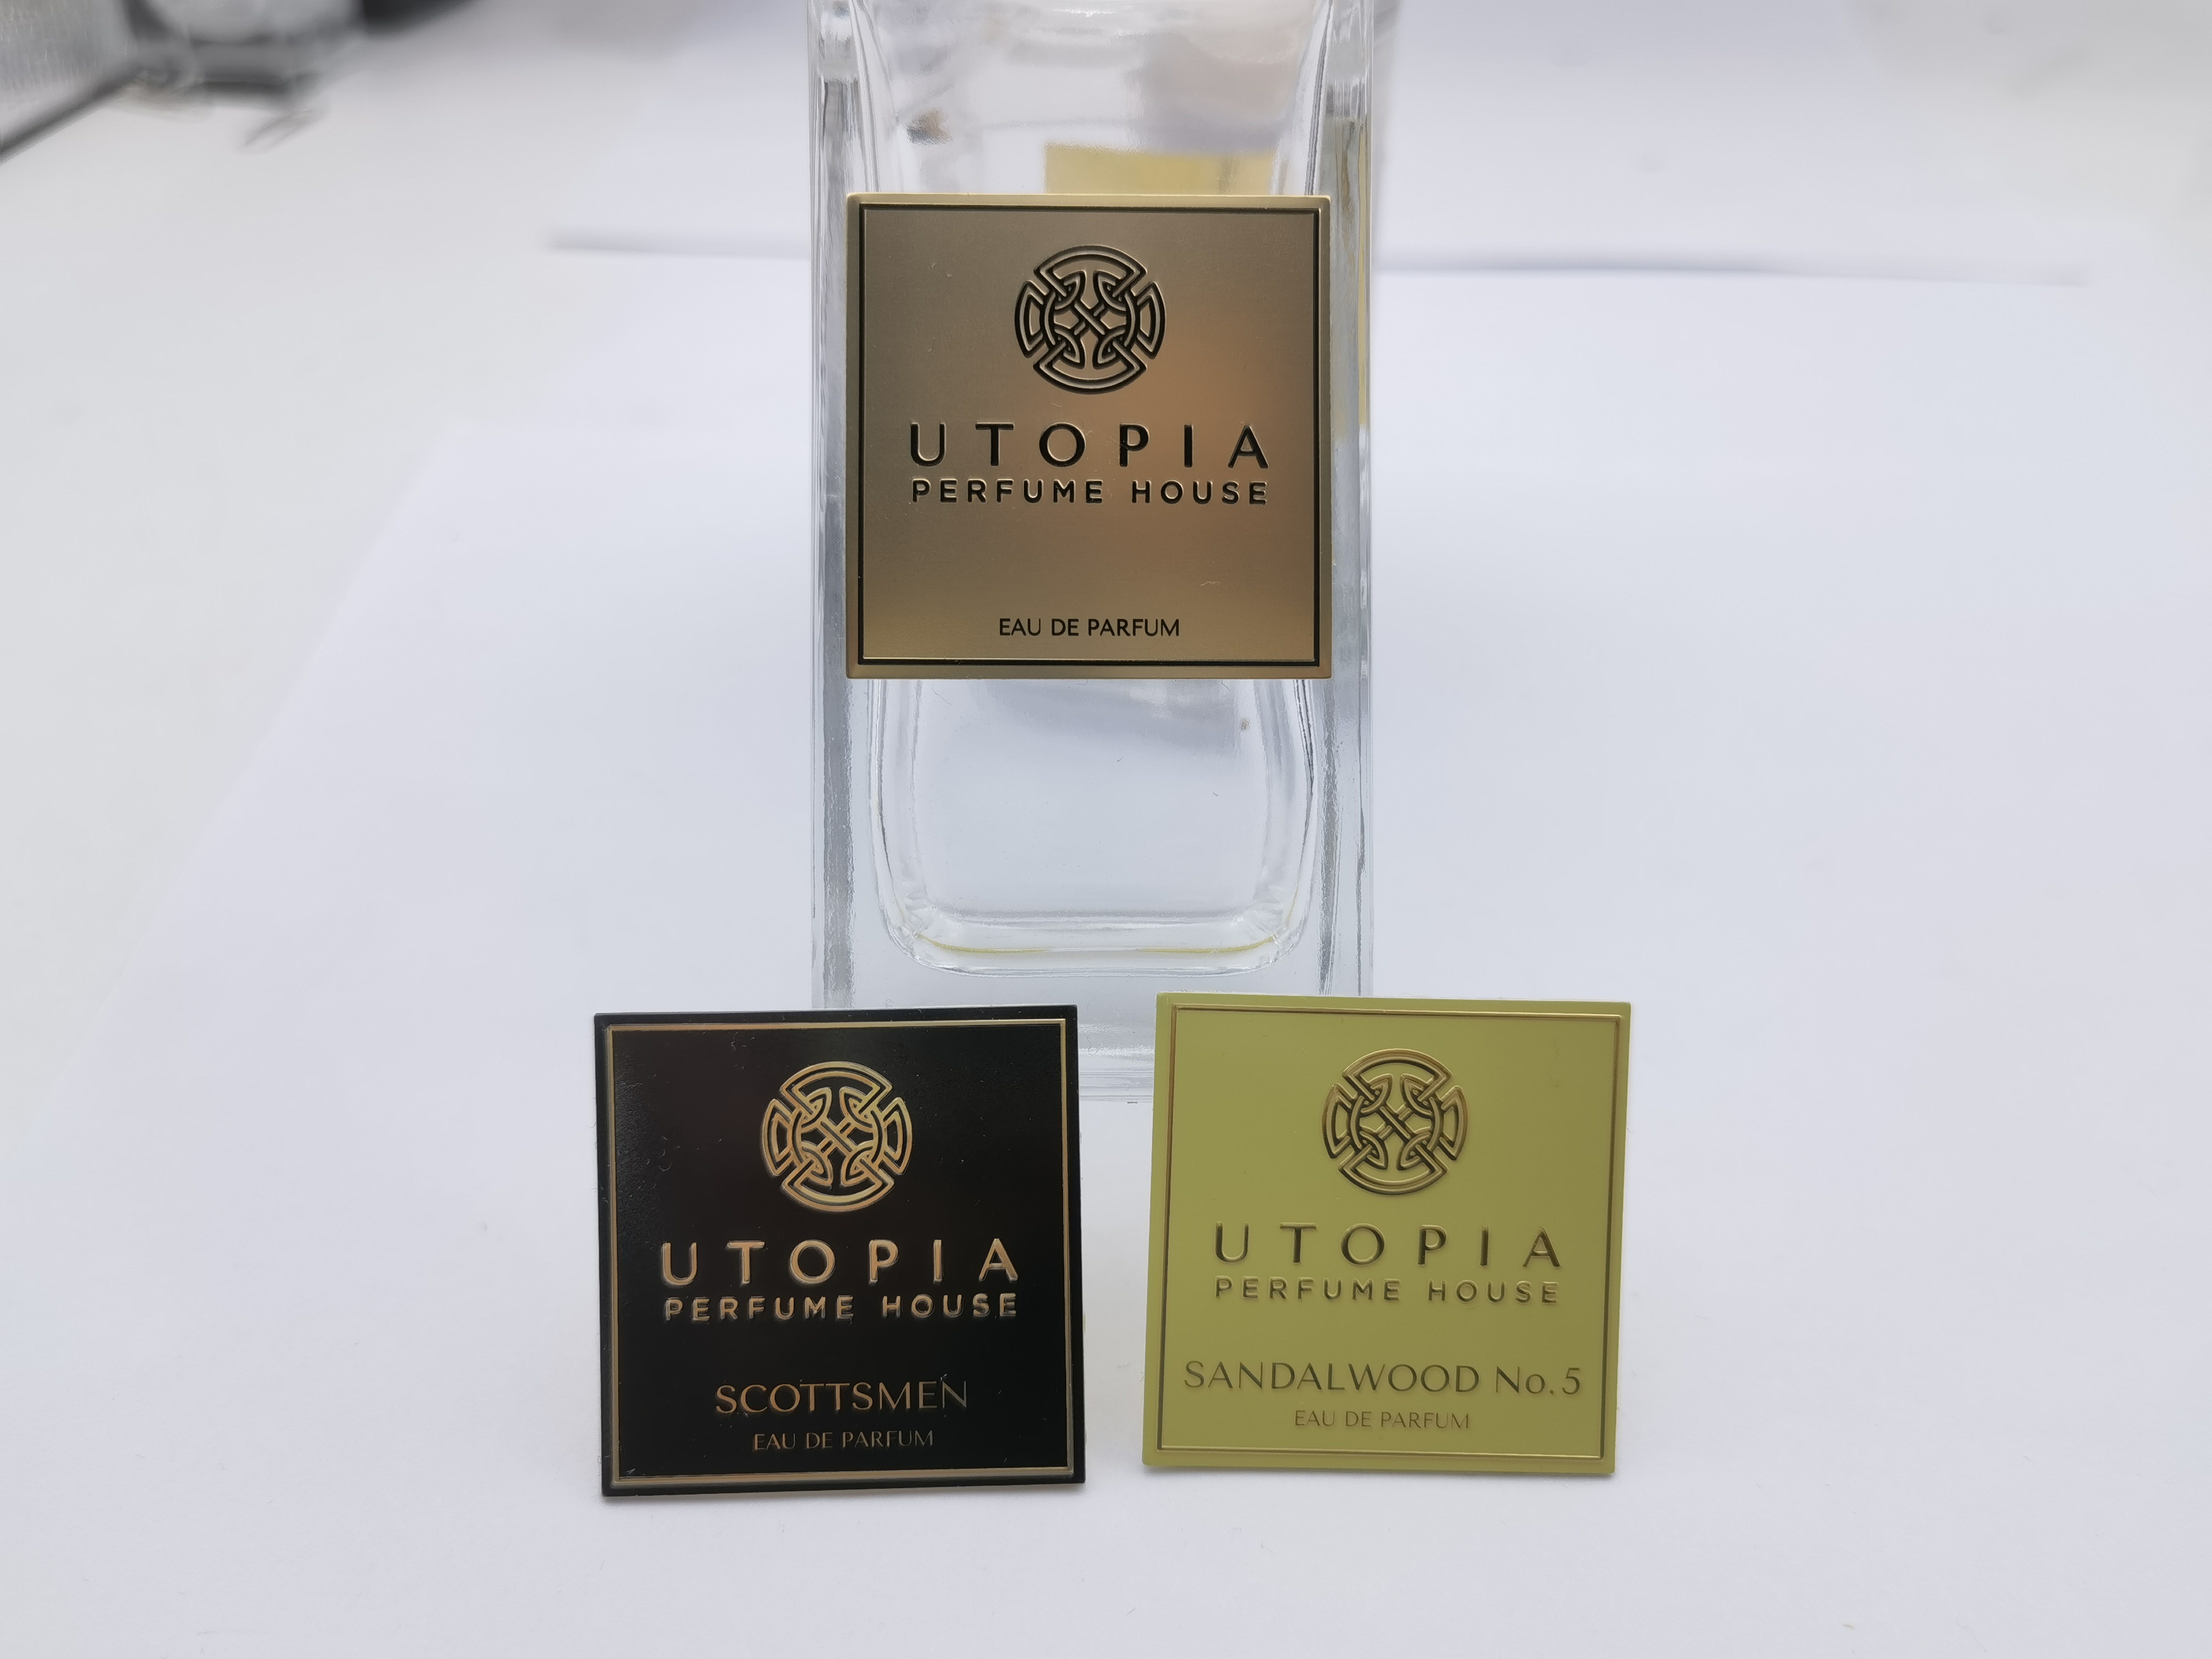 UTOPIA
PERFUME HOUSE
EAU DE PARFUM
UTOPIA
PERFUME HOUSE
SCOTTSMEN
EAU DE PARFUM
UTOPIA
PERFUME HOUSE
SANDALWOOD No.5
EAU DE PARFUM